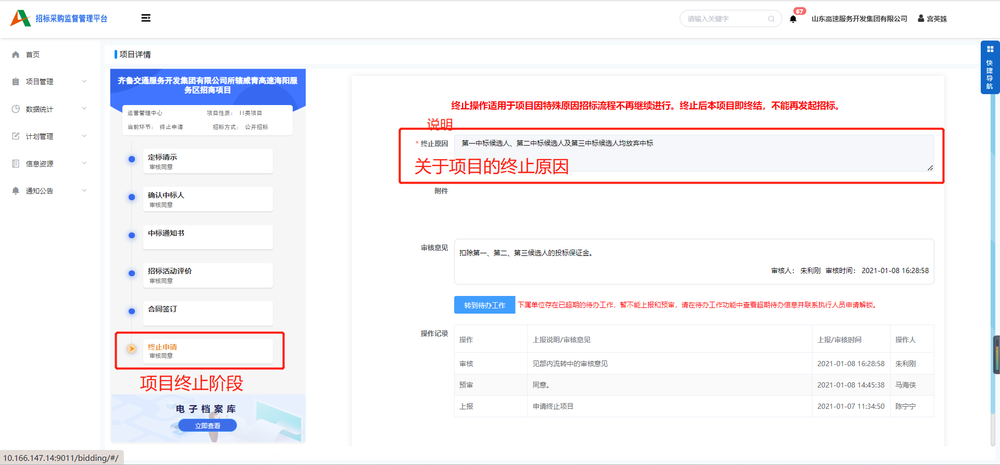 招标采购监督管理平台
请输入关键字
67
山东高速服务开发集团有限公司
宫英姝
首页
项目管理
数据统计
计划管理
信息资源
通知公告
项目详情
快捷导航
齐鲁交通服务开发集团有限公司所辖威青高速海阳服
务区招商项目
运营管理中心
项目性质： II类项目
当前环节： 终止申请
招标方式： 公开招标
定标请示
审核同意
确认中标人
审核同意
中标通知书
招标活动评价
审核同意
合同签订
终止申请
审核同意
项目终止阶段
电子档案库
立即查看
终止操作适用于项目因特殊原因招标流程不再继续进行。终止后本项目即终结，不能再发起招标。
说明
* 终止原因
第一中标候选人、第二中标候选人及第三中标候选人均放弃中标
关于项目的终止原因
附件
审核意见
扣除第一、第二、第三候选人的投标保证金。
审核人： 朱利刚 审核时间： 2021-01-08 16:28:58
转到待办工作
下属单位存在已超期的待办工作，暂不能上报和预审，请在待办工作功能中查看超期待办信息并联系执行人员申请解锁。
操作记录
操作 上报说明/审核意见 上报/审核时间 操作人
审核 见部内流转中的审核意见 2021-01-08 16:28:58 朱利刚
预审 同意。 2021-01-08 14:45:38 马海侠
上报 申请终止项目 2021-01-07 11:34:50 陈宁宁
10.166.147.14:9011/bidding/#/